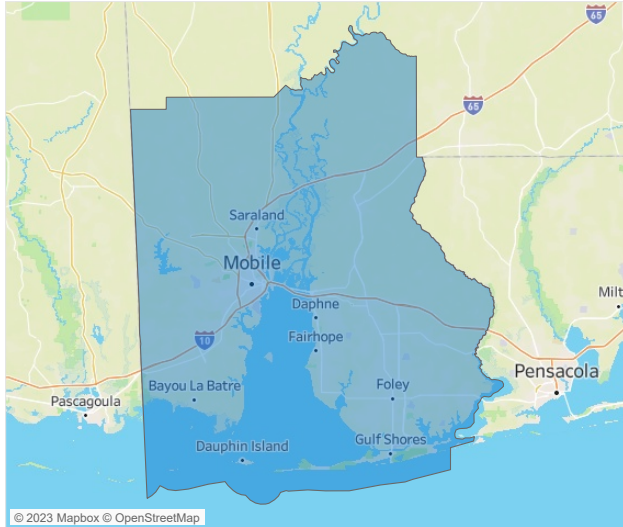 65
65
Saraland
Mobile
Milt
Daphne
Fairhope
10
Pensacola
Bayou La Batre
Foley
Pascagoula
Gulf Shores
Dauphin Island
© 2023 Mapbox © OpenStreetMap